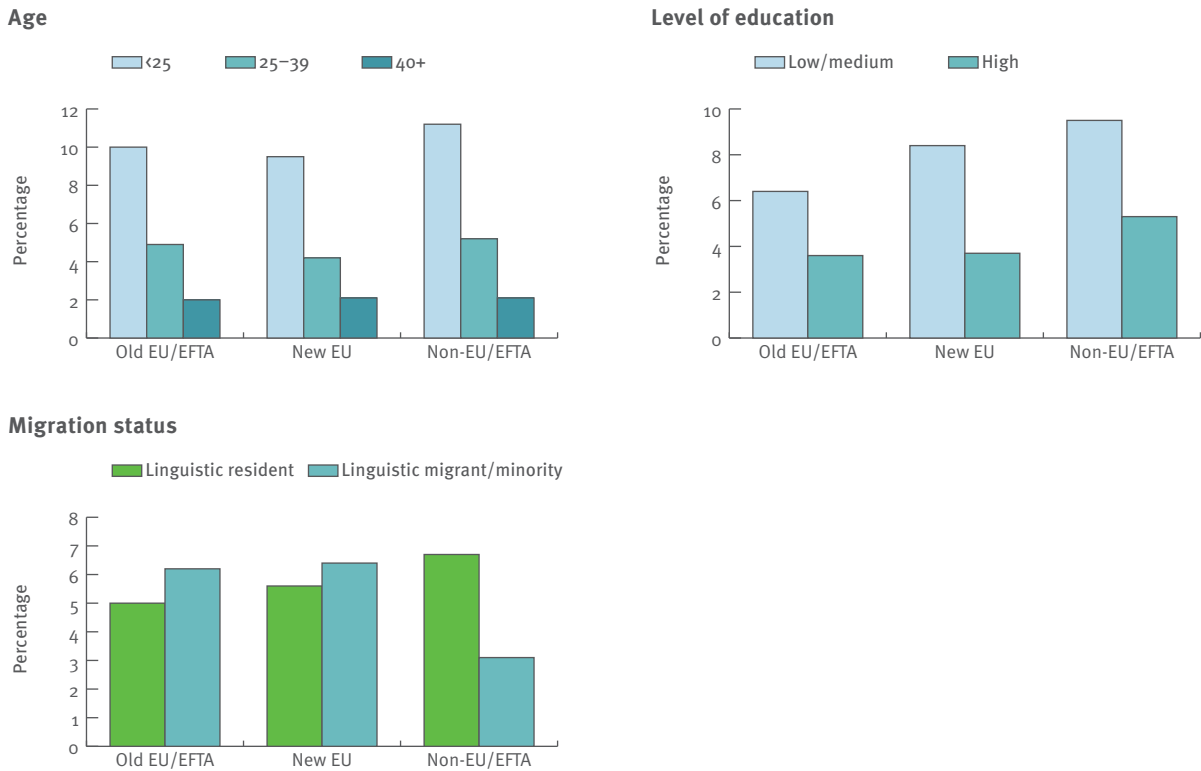 Age
<25 25–39 40+
Percentage
12
10
8
6
4
2
0
Old EU/EFTA New EU Non-EU/EFTA
Level of education
Low/medium High
Percentage
10
8
6
4
2
0
Old EU/EFTA New EU Non-EU/EFTA
Migration status
Linguistic resident Linguistic migrant/minority
Percentage
8
7
6
5
4
3
2
1
0
Old EU/EFTA New EU Non-EU/EFTA